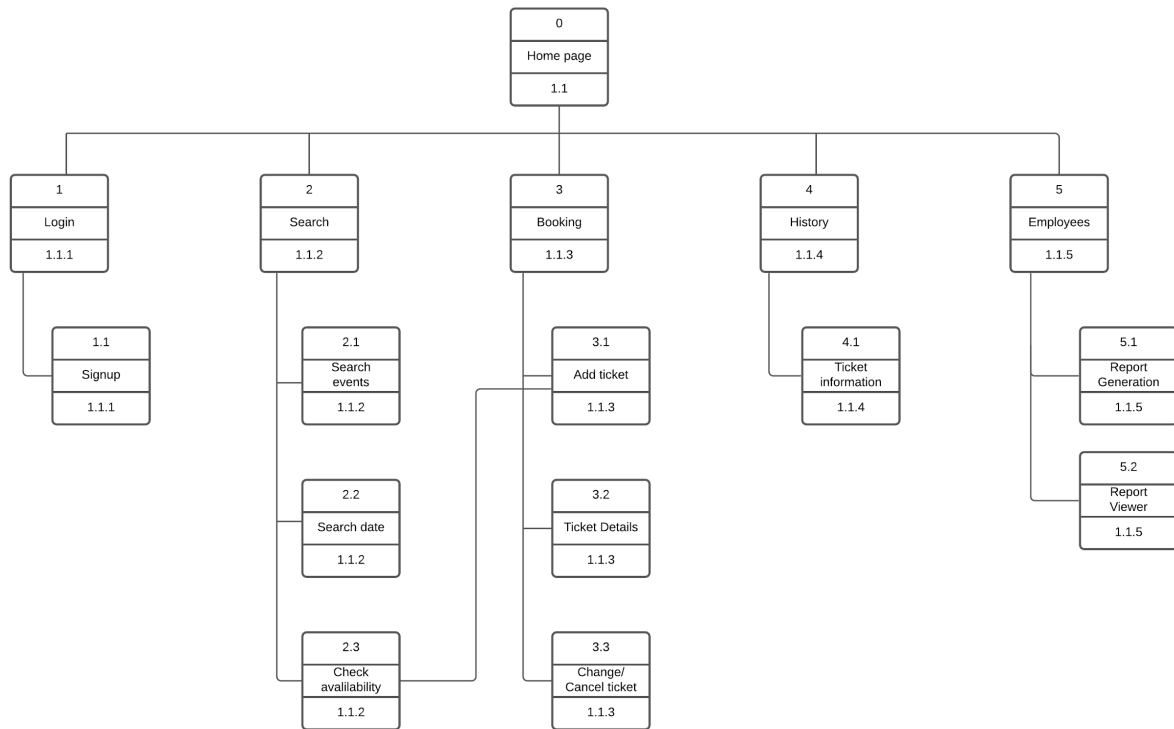 0
Home page
1.1
1
Login
1.1.1
2
Search
1.1.2
3
Booking
1.1.3
4
History
1.1.4
5
Employees
1.1.5
1.1
Signup
1.1.1
2.1
Search
events
1.1.2
3.1
Add ticket
1.1.3
4.1
Ticket
information
1.1.4
5.1
Report
Generation
1.1.5
2.2
Search date
1.1.2
3.2
Ticket Details
1.1.3
5.2
Report
Viewer
1.1.5
2.3
Check
avalilability
1.1.2
3.3
Change/
Cancel ticket
1.1.3